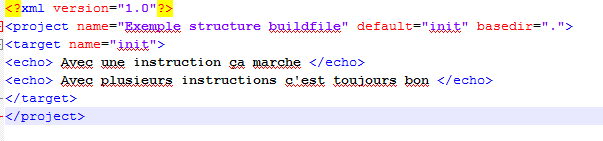 <?xml version="1.0"?>
<project name="Exemple structure buildfile" default="init" basedir=".">
<target name="init">
<echo> Avec une instruction ça marche </echo>
<echo> Avec plusieurs instructions c'est toujours bon </echo>
</target>
</project>